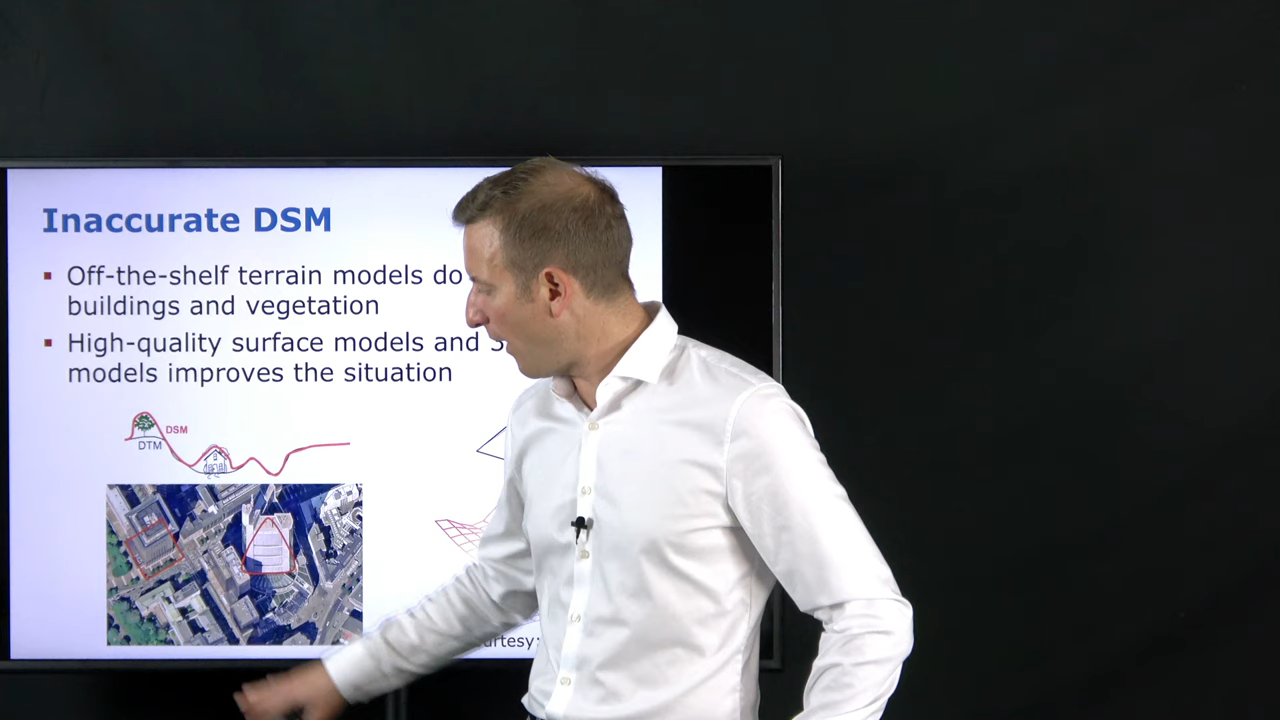 Inaccurate DSM
Off-the-shelf terrain models do
buildings and vegetation
High-quality surface models and
models improves the situation
DSM
DTM